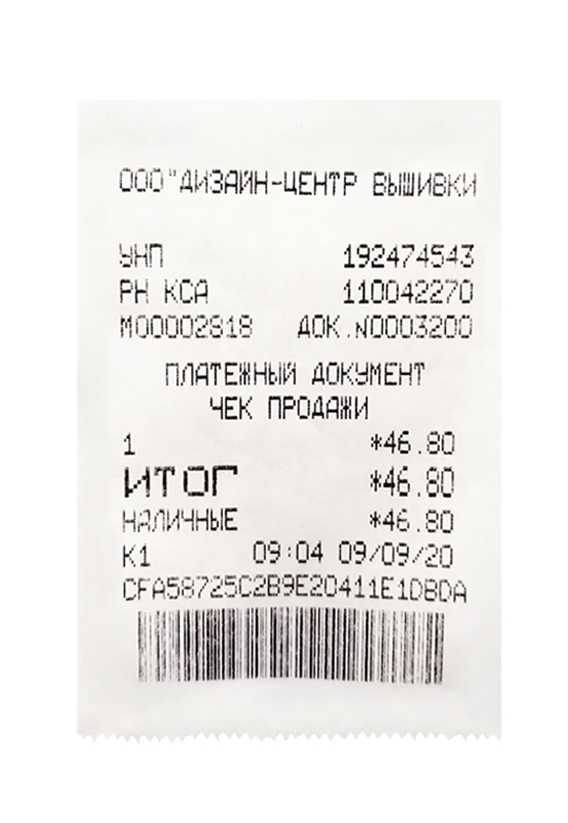 ООО "ДИЗАЙН-ЦЕНТР ВЫШИВКИ
УНП 192474543
РН КСА 110042270
М00002818 ДОК.N0003200
ПЛАТЕЖНЫЙ ДОКУМЕНТ
ЧЕК ПРОДАЖИ
1 *46.80
ИТОГ *46.80
НАЛИЧНЫЕ *46.80
К1 09:04 09/09/20
CFA58725C2B9E20411E1DBDA